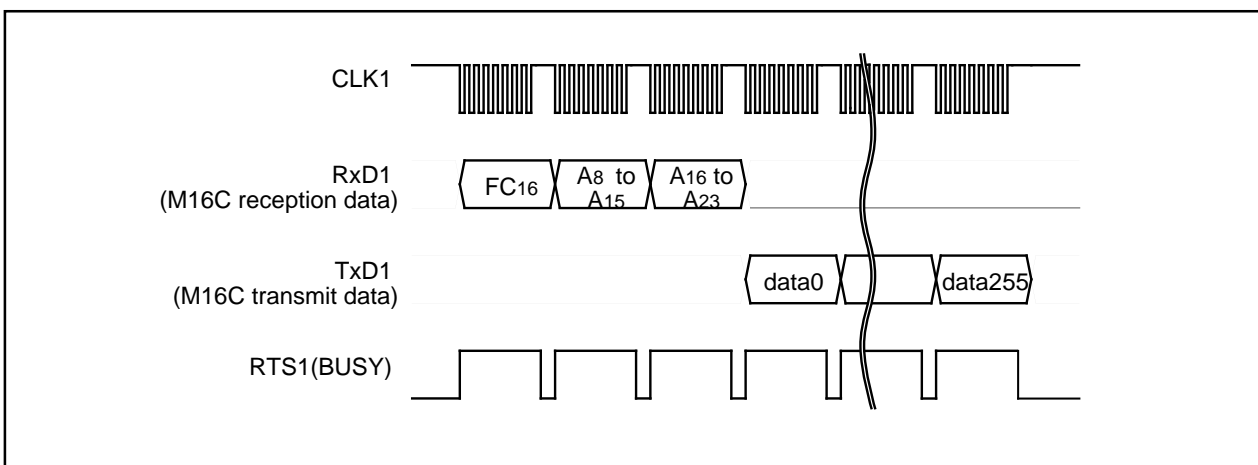 CLK1
RxD1
(M16C reception data)
FC16
A8 to
A15
A16 to
A23
TxD1
(M16C transmit data)
data0
data255
RTS1(BUSY)